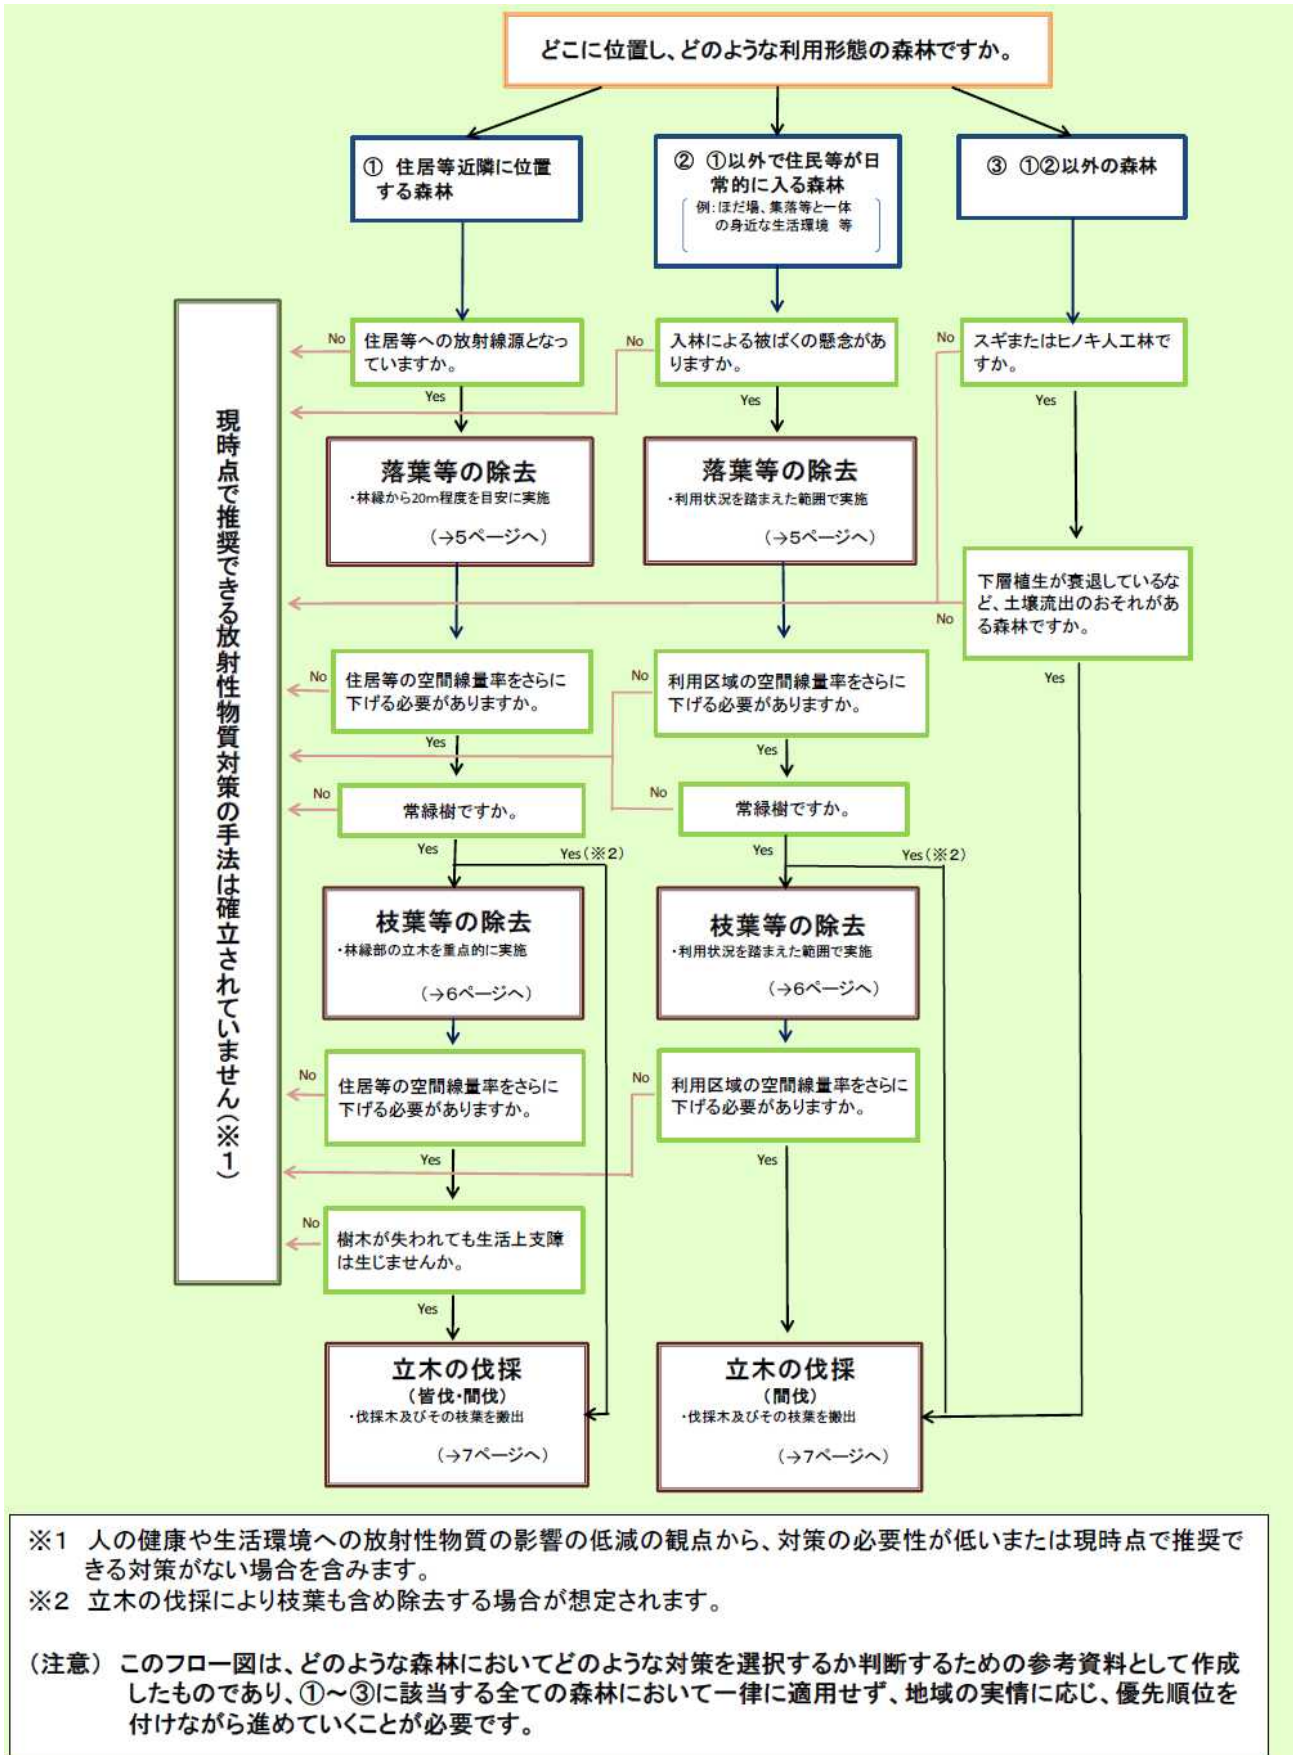 どこに位置し、どのような利用形態の森林ですか。
① 住居等近隣に位置
する森林
② ①以外で住民等が日
常的に入る森林
例：ほだ場、集落等と一体
の身近な生活環境 等
③ ①②以外の森林
現時点で推奨できる放射性物質対策の手法は確立されていません（※１）
No
住居等への放射線源となっ
ていますか。
Yes
No
入林による被ばくの懸念があ
りますか。
Yes
No
スギまたはヒノキ人工林で
すか。
Yes
落葉等の除去
・林縁から20m程度を目安に実施
（→５ページへ）
落葉等の除去
・利用状況を踏まえた範囲で実施
（→５ページへ）
下層植生が衰退しているな
ど、土壌流出のおそれがあ
る森林ですか。
No
Yes
No
住居等の空間線量率をさらに
下げる必要がありますか。
Yes
No
利用区域の空間線量率をさらに
下げる必要がありますか。
Yes
No
常緑樹ですか。
Yes
Yes（※２）
No
常緑樹ですか。
Yes
Yes（※２）
枝葉等の除去
・林縁部の立木を重点的に実施
（→６ページへ）
枝葉等の除去
・利用状況を踏まえた範囲で実施
（→６ページへ）
No
住居等の空間線量率をさらに
下げる必要がありますか。
Yes
No
利用区域の空間線量率をさらに
下げる必要がありますか。
Yes
No
樹木が失われても生活上支障
は生じませんか。
Yes
立木の伐採
（皆伐・間伐）
・伐採木及びその枝葉を搬出
（→７ページへ）
立木の伐採
（間伐）
・伐採木及びその枝葉を搬出
（→７ページへ）
※１ 人の健康や生活環境への放射性物質の影響の低減の観点から、対策の必要性が低いまたは現時点で推奨で
きる対策がない場合を含みます。
※２ 立木の伐採により枝葉も含め除去する場合が想定されます。
（注意） このフロー図は、どのような森林においてどのような対策を選択するか判断するための参考資料として作成
したものであり、①～③に該当する全ての森林において一律に適用せず、地域の実情に応じ、優先順位を
付けながら進めていくことが必要です。